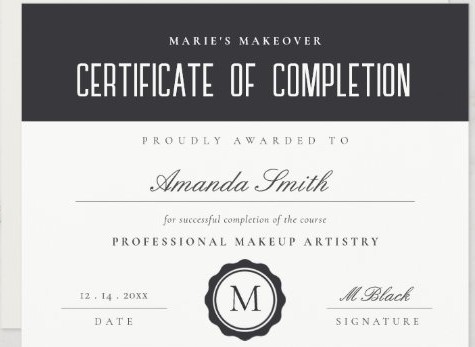 MARIE'S MAKEOVER
CERTIFICATE OF COMPLETION
PROUDLY AWARDED TO
Amanda Smith
for successful completion of the course
PROFESSIONAL MAKEUP ARTISTRY
12 . 14 . 20XX
M
M Black
DATE
SIGNATURE